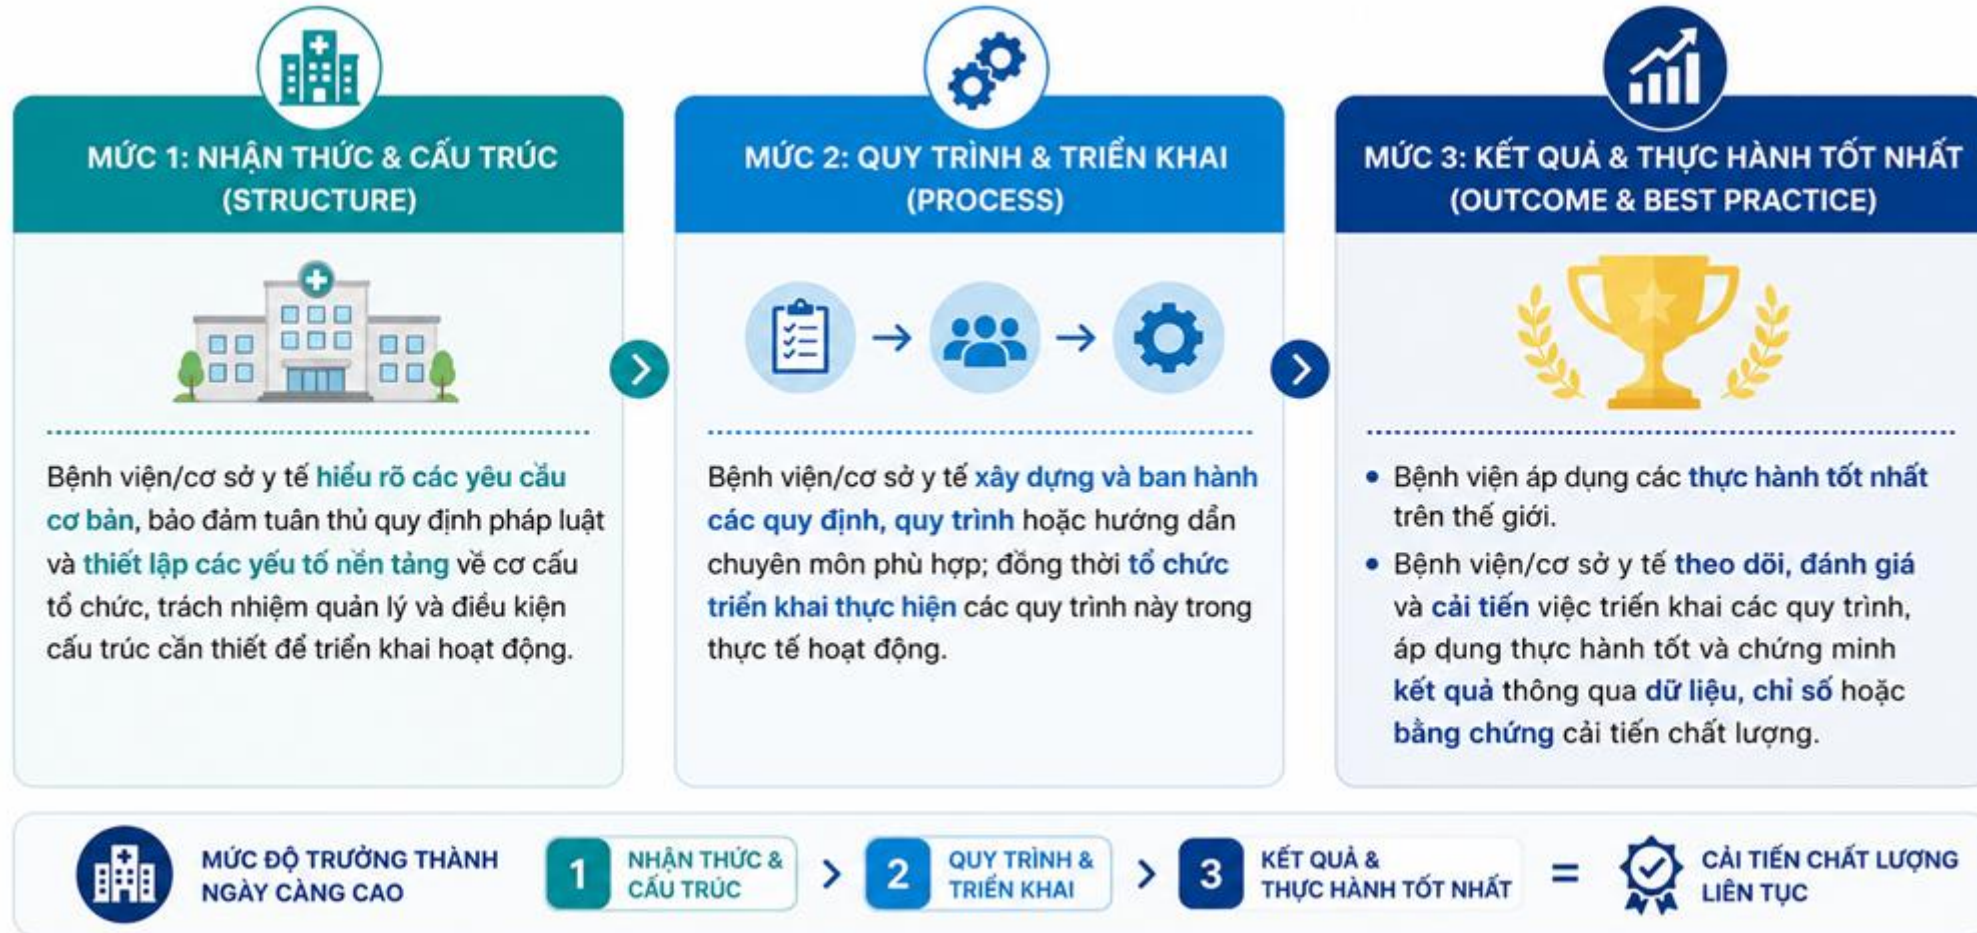 MỨC 1: NHẬN THỨC & CẤU TRÚC
(STRUCTURE)
Bệnh viện/cơ sở y tế hiểu rõ các yêu cầu
cơ bản, bảo đảm tuân thủ quy định pháp luật
và thiết lập các yếu tố nền tảng về cơ cấu
tổ chức, trách nhiệm quản lý và điều kiện
cấu trúc cần thiết để triển khai hoạt động.
MỨC 2: QUY TRÌNH & TRIỂN KHAI
(PROCESS)
Bệnh viện/cơ sở y tế xây dựng và ban hành
các quy định, quy trình hoặc hướng dẫn
chuyên môn phù hợp; đồng thời tổ chức
triển khai thực hiện các quy trình này trong
thực tế hoạt động.
MỨC 3: KẾT QUẢ & THỰC HÀNH TỐT NHẤT
(OUTCOME & BEST PRACTICE)
• Bệnh viện áp dụng các thực hành tốt nhất
trên thế giới.
• Bệnh viện/cơ sở y tế theo dõi, đánh giá
và cải tiến việc triển khai các quy trình,
áp dụng thực hành tốt và chứng minh
kết quả thông qua dữ liệu, chỉ số hoặc
bằng chứng cải tiến chất lượng.
MỨC ĐỘ TRƯỞNG THÀNH
NGÀY CÀNG CAO
1
NHẬN THỨC &
CẤU TRÚC
>
2
QUY TRÌNH &
TRIỂN KHAI
>
3
KẾT QUẢ &
THỰC HÀNH TỐT NHẤT
=
CẢI TIẾN CHẤT LƯỢNG
LIÊN TỤC